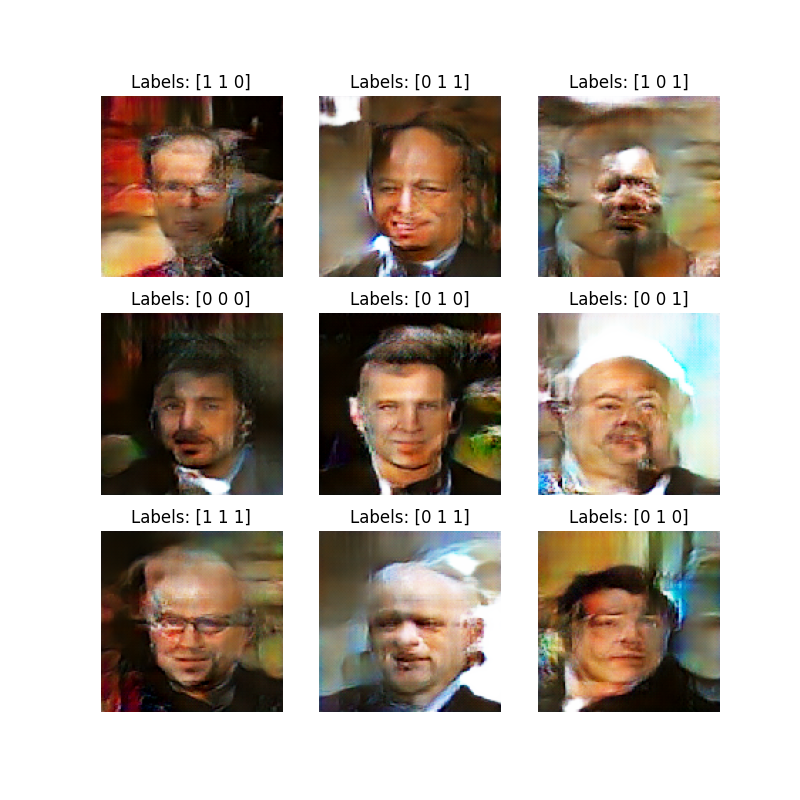 Labels: [1 1 0]
Labels: [0 1 1]
Labels: [1 0 1]
Labels: [0 0 0]
Labels: [0 1 0]
Labels: [0 0 1]
Labels: [1 1 1]
Labels: [0 1 1]
Labels: [0 1 0]